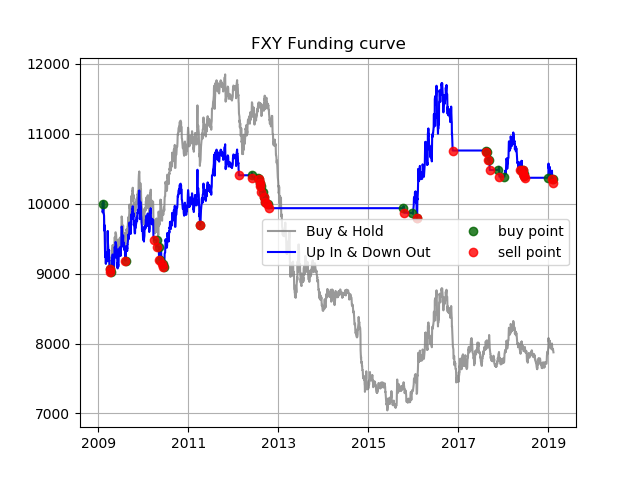 FXY Funding curve
12000
11000
10000
9000
8000
7000
Buy & Hold
Up In & Down Out
buy point
sell point
2009 2011 2013 2015 2017 2019